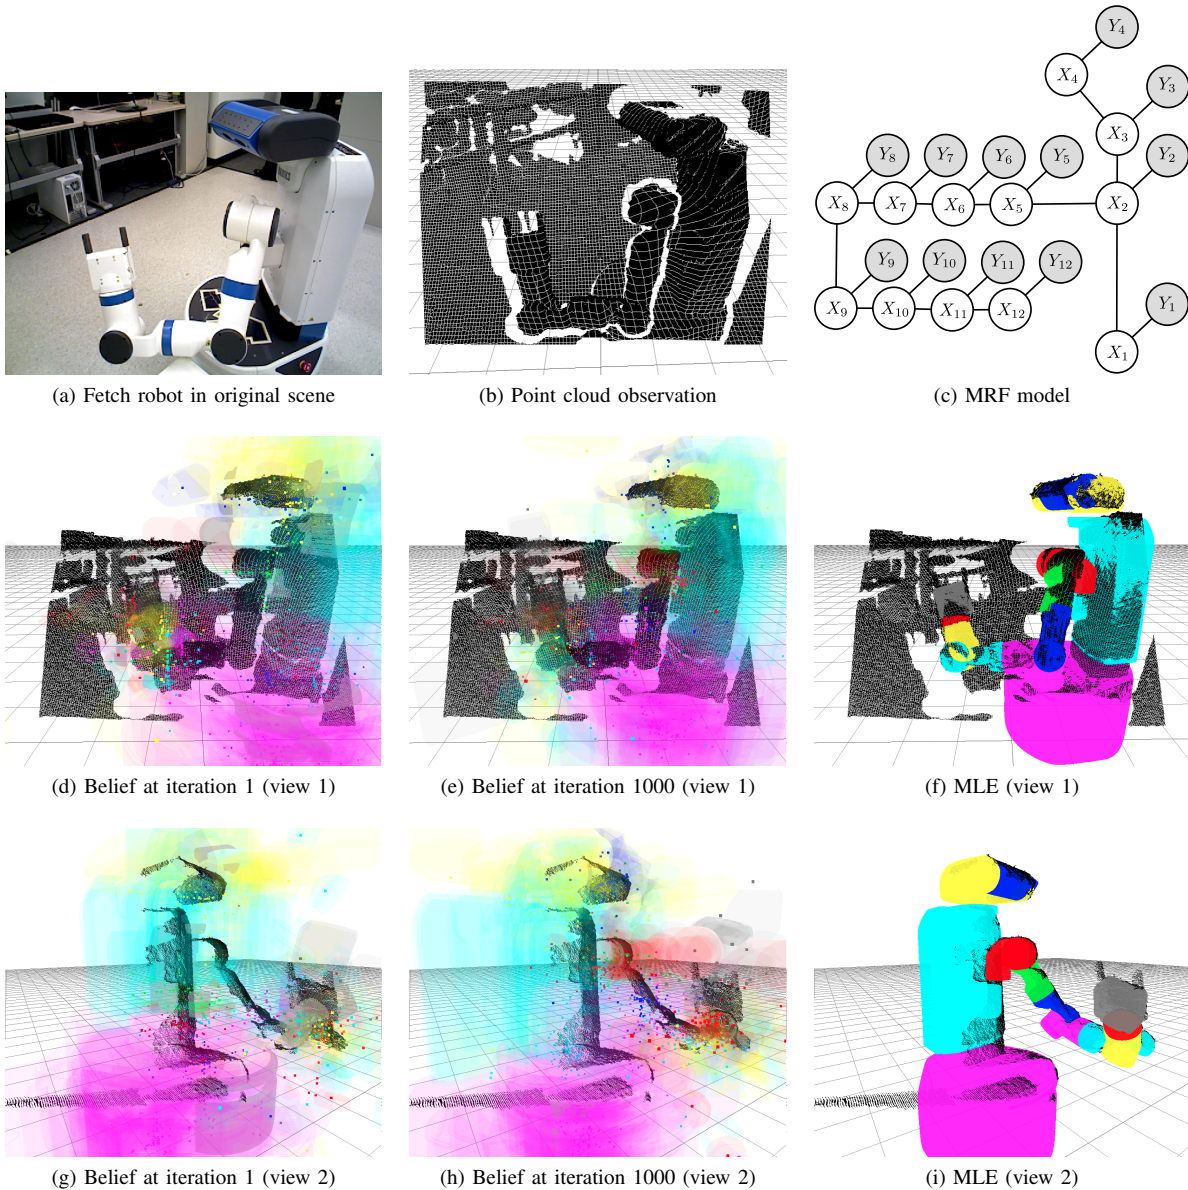 Y4
X4
Y3
X3
Y8 Y7 Y6 Y5 Y2
X8 X7 X6 X5 X2
Y9 Y10 Y11 Y12
X9 X10 X11 X12 Y1
X1
(a) Fetch robot in original scene
(b) Point cloud observation
(c) MRF model
(d) Belief at iteration 1 (view 1)
(e) Belief at iteration 1000 (view 1)
(f) MLE (view 1)
(g) Belief at iteration 1 (view 2)
(h) Belief at iteration 1000 (view 2)
(i) MLE (view 2)